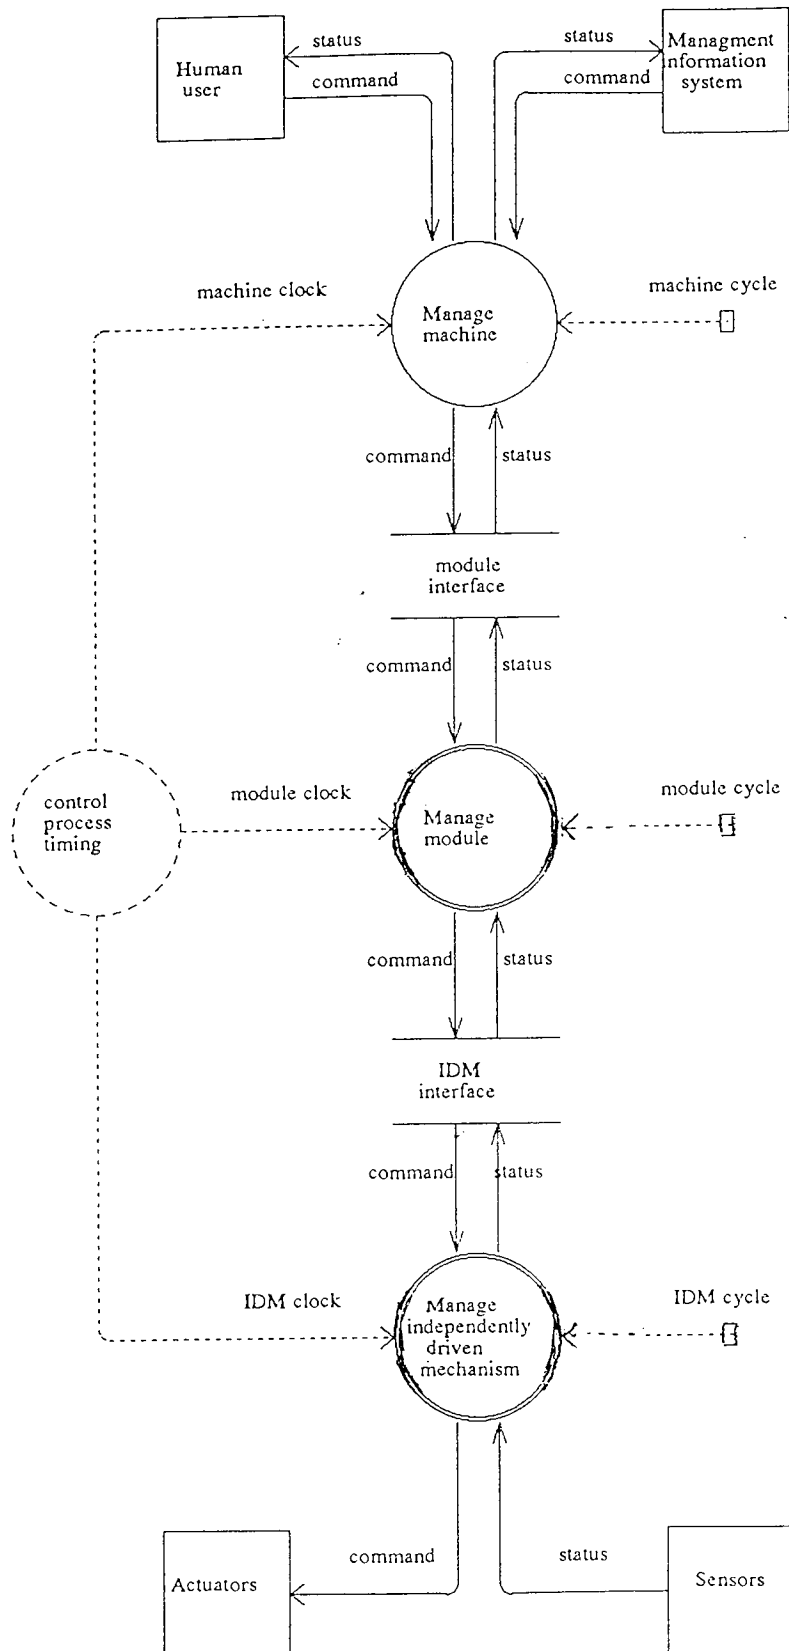 Human
user
status
command
status
command
Managment
nformation
system
machine clock
Manage
machine
machine cycle
command
status
module
interface
command
status
control
process
timing
module clock
Manage
module
module cycle
command
status
IDM
interface
command
status
IDM clock
Manage
independently
driven
mechanism
IDM cycle
Actuators
command
status
Sensors